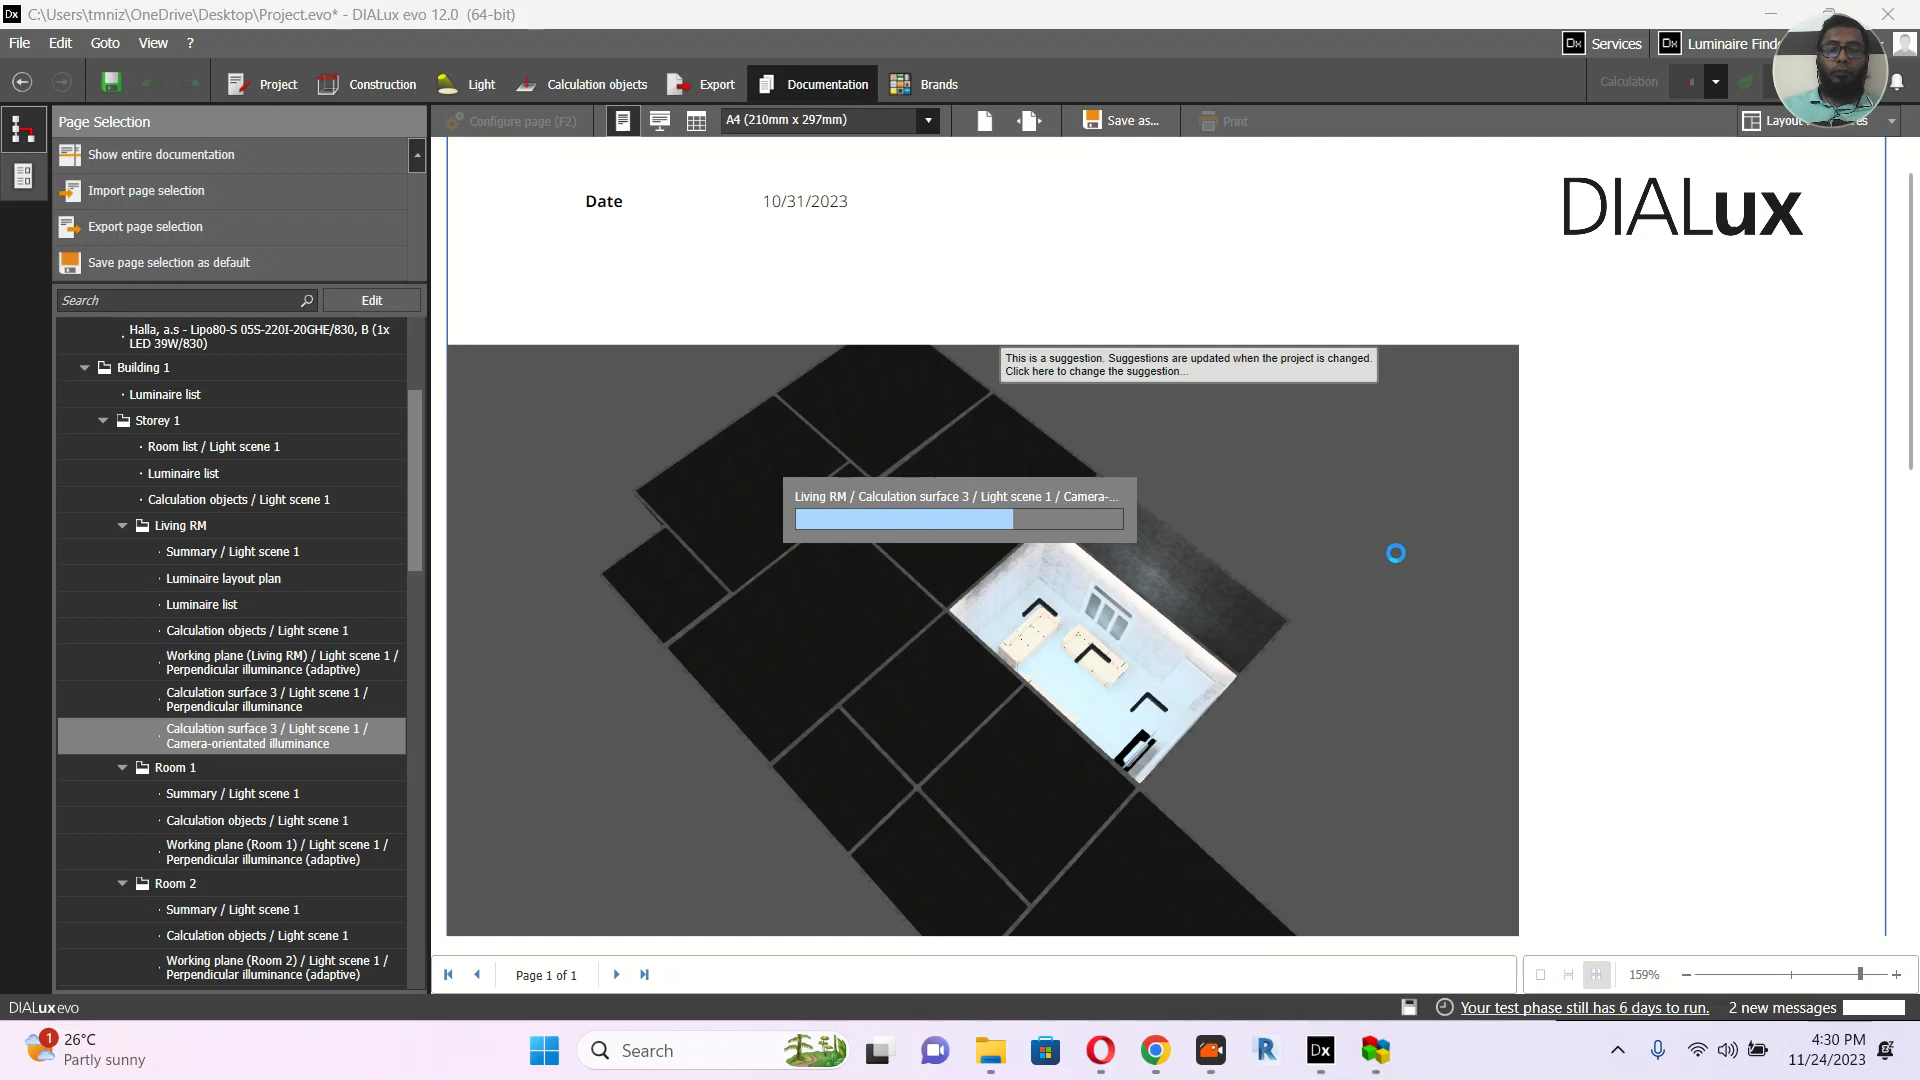 C:\Users\tmniz\OneDrive\Desktop\Project.evo* - DIALux evo 12.0 (64-bit)
File Edit Goto View ?
Services
Luminaire Finde
Project Construction Light Calculation objects Export Documentation Brands
Calculation
Page Selection
Configure page (F2)
A4 (210mm x 297mm)
Save as...
Print
Show entire documentation
Import page selection
Export page selection
Save page selection as default
Search
Edit
Halla, a.s - Lipo80-S 05S-220I-20GHE/830, B (1x
LED 39W/830)
Building 1
Luminaire list
Storey 1
Room list / Light scene 1
Luminaire list
Calculation objects / Light scene 1
Living RM
Summary / Light scene 1
Luminaire layout plan
Luminaire list
Calculation objects / Light scene 1
Working plane (Living RM) / Light scene 1 /
Perpendicular illuminance (adaptive)
Calculation surface 3 / Light scene 1 /
Perpendicular illuminance
Calculation surface 3 / Light scene 1 /
Camera-orientated illuminance
Room 1
Summary / Light scene 1
Calculation objects / Light scene 1
Working plane (Room 1) / Light scene 1 /
Perpendicular illuminance (adaptive)
Room 2
Summary / Light scene 1
Calculation objects / Light scene 1
Working plane (Room 2) / Light scene 1 /
Perpendicular illuminance (adaptive)
Date 10/31/2023
DIALux
This is a suggestion. Suggestions are updated when the project is changed.
Click here to change the suggestion...
Living RM / Calculation surface 3 / Light scene 1 / Camera-...
Page 1 of 1
159%
DIALux evo
Your test phase still has 6 days to run.
2 new messages
1
26°C
Partly sunny
Search
4:30 PM
11/24/2023